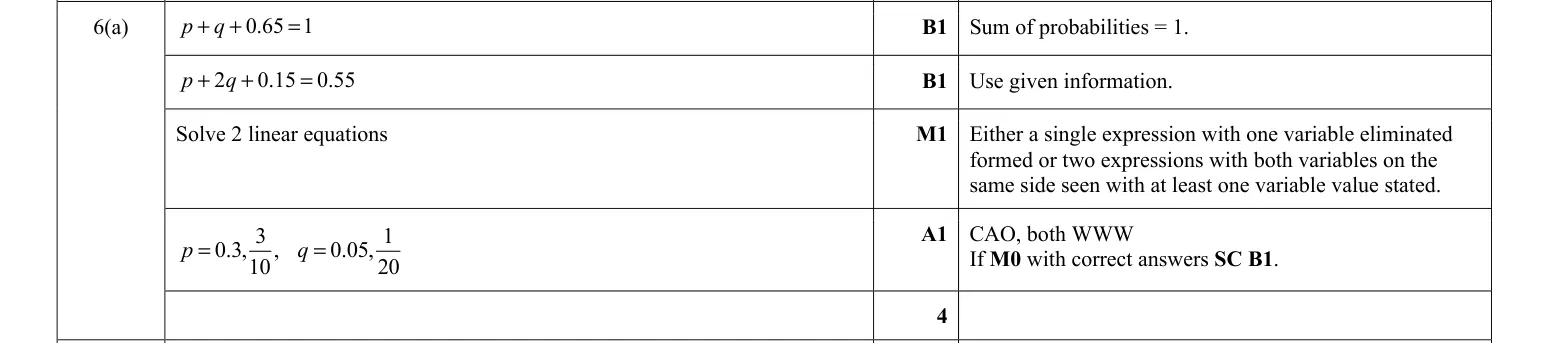 6(a) p + q + 0.65 = 1 B1 Sum of probabilities = 1.
p + 2q + 0.15 = 0.55 B1 Use given information.
Solve 2 linear equations M1 Either a single expression with one variable eliminated
formed or two expressions with both variables on the
same side seen with at least one variable value stated.
p = 0.3, 3/10, q = 0.05, 1/20 A1 CAO, both WWW
If M0 with correct answers SC B1.
4